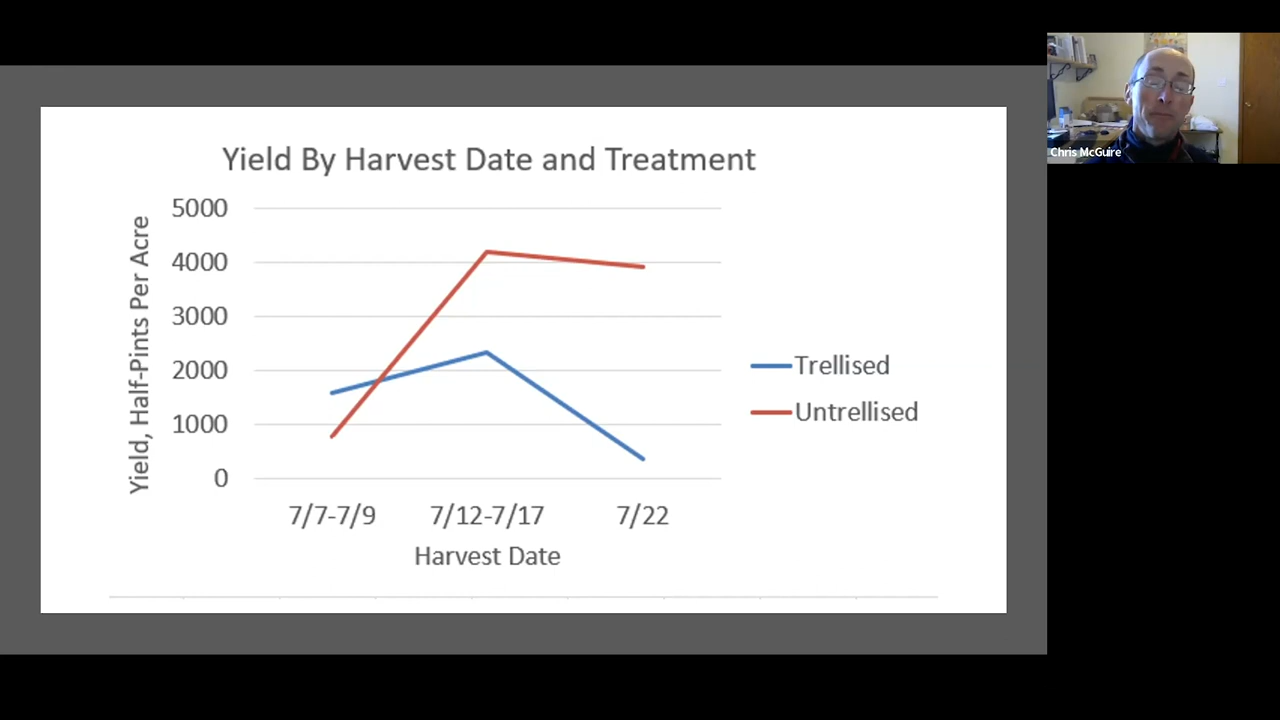 Yield By Harvest Date and Treatment
Yield, Half-Pints Per Acre
5000
4000
3000
2000
1000
0
7/7-7/9 7/12-7/17 7/22
Harvest Date
Trellised
Untrellised
Chris McGuire